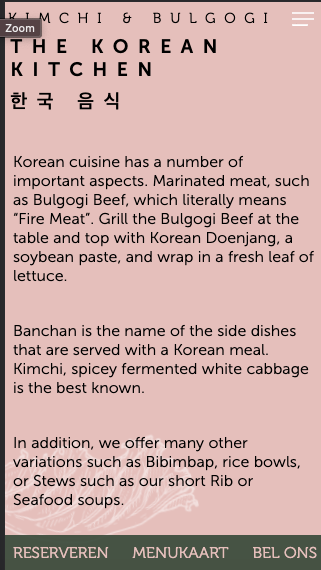 KIMCHI & BULGOGI
Zoom
THE KOREAN
KITCHEN
한국 음식
Korean cuisine has a number of
important aspects. Marinated meat, such
as Bulgogi Beef, which literally means
“Fire Meat”. Grill the Bulgogi Beef at the
table and top with Korean Doenjang, a
soybean paste, and wrap in a fresh leaf of
lettuce.
Banchan is the name of the side dishes
that are served with a Korean meal.
Kimchi, spicey fermented white cabbage
is the best known.
In addition, we offer many other
variations such as Bibimbap, rice bowls,
or Stews such as our short Rib or
Seafood soups.
RESERVEREN MENUKAART BEL ONS